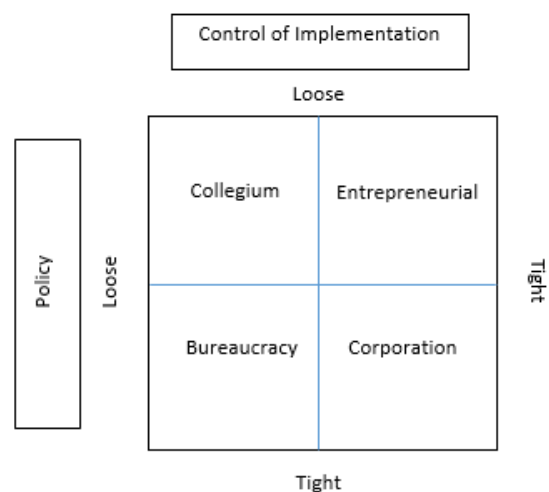 Control of Implementation
Loose
Collegium
Entrepreneurial
Policy
Loose
Tight
Bureaucracy
Corporation
Tight